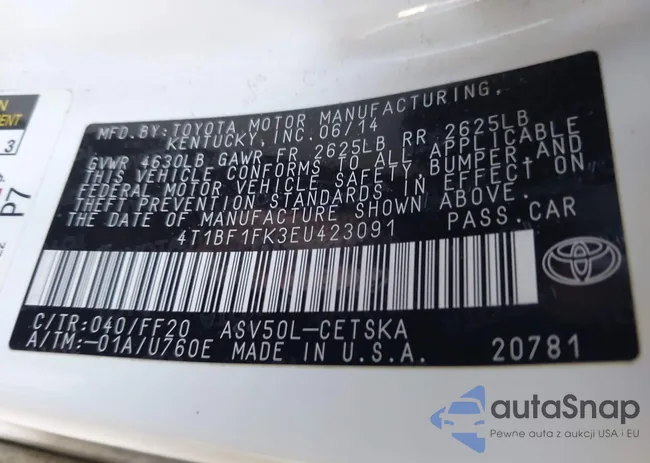 MFD.BY:TOYOTA MOTOR MANUFACTURING,
KENTUCKY, INC.06/14
GVWR 4630LB GAWR FR 2625LB RR 2625LB
THIS VEHICLE CONFORMS TO ALL APPLICABLE
FEDERAL MOTOR VEHICLE SAFETY,BUMPER,AND
THEFT PREVENTION STANDARDS IN EFFECT ON
THE DATE OF MANUFACTURE SHOWN ABOVE.
4T1BF1FK3EU423091 PASS.CAR
C/TR:040/FF20 ASV50L-CETSKA
A/TM:-01A/U760E MADE IN U.S.A. 20781
3
P7
autaSnap
Pewne auta z aukcji USA i EU